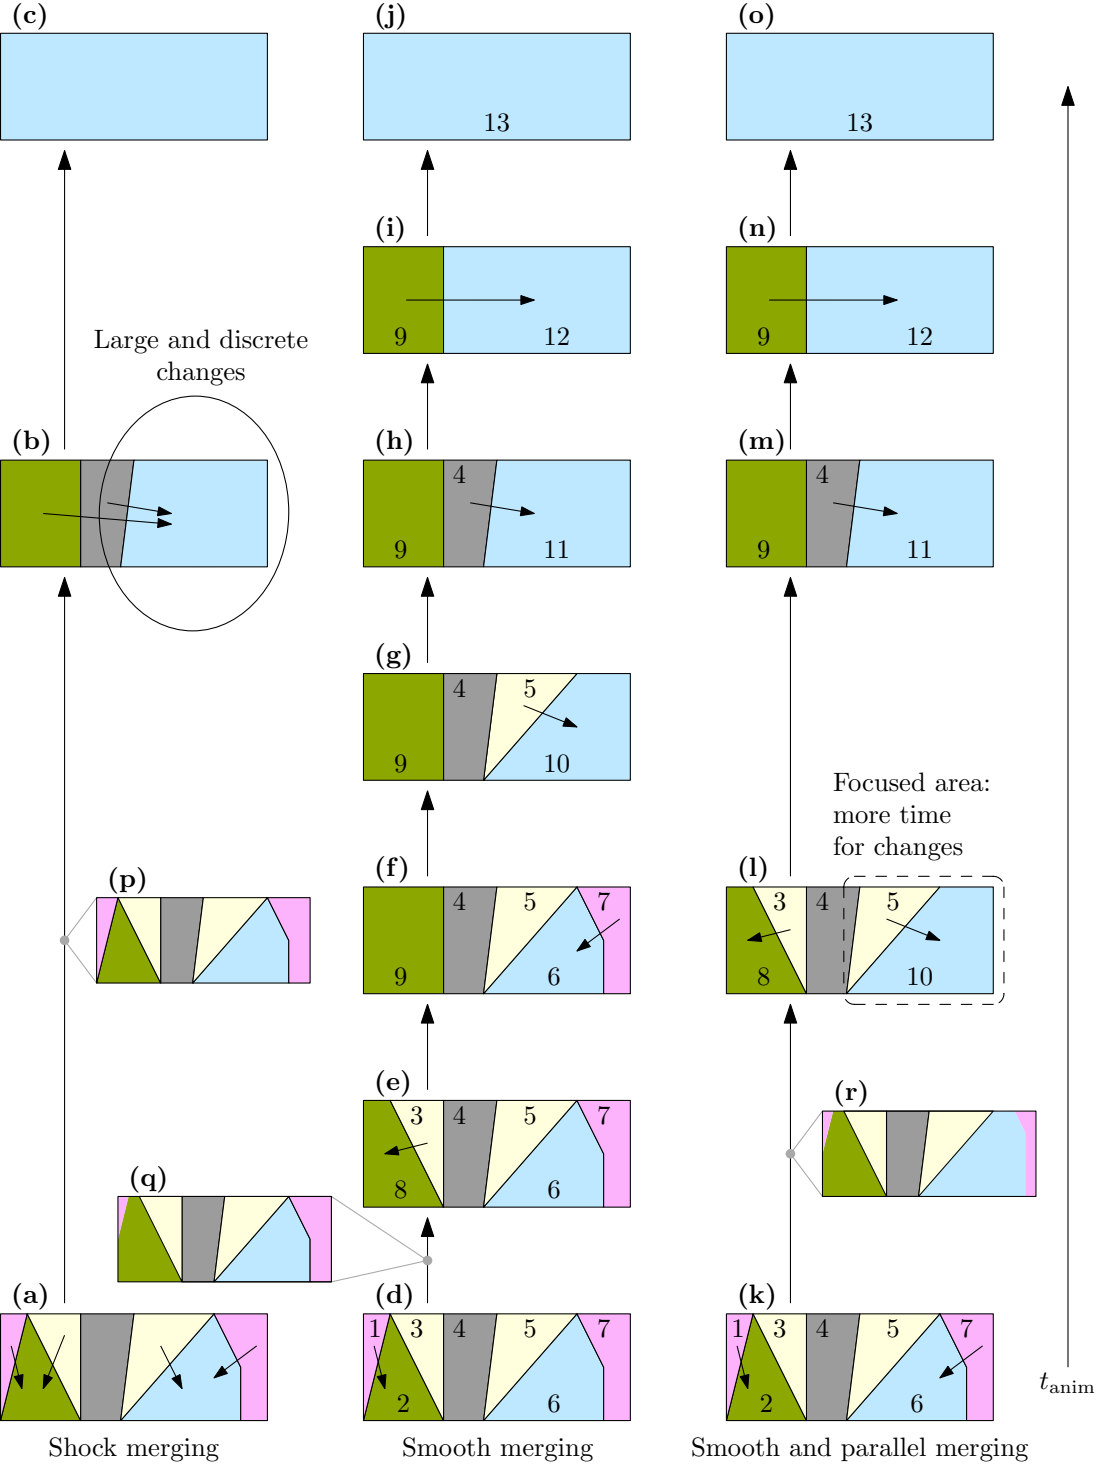 (c)
(j)
(o)
13
13
(i)
(n)
9
12
9
12
Large and discrete
changes
(b)
(h)
(m)
4
4
9
11
9
11
(g)
4
5
9
10
Focused area:
more time
for changes
(p)
(f)
(l)
4
5
7
3
4
5
9
6
8
10
(e)
(r)
3
4
5
7
8
6
(q)
(a)
(d)
(k)
1
3
4
5
7
1
3
4
5
7
2
6
2
6
t_anim
Shock merging
Smooth merging
Smooth and parallel merging